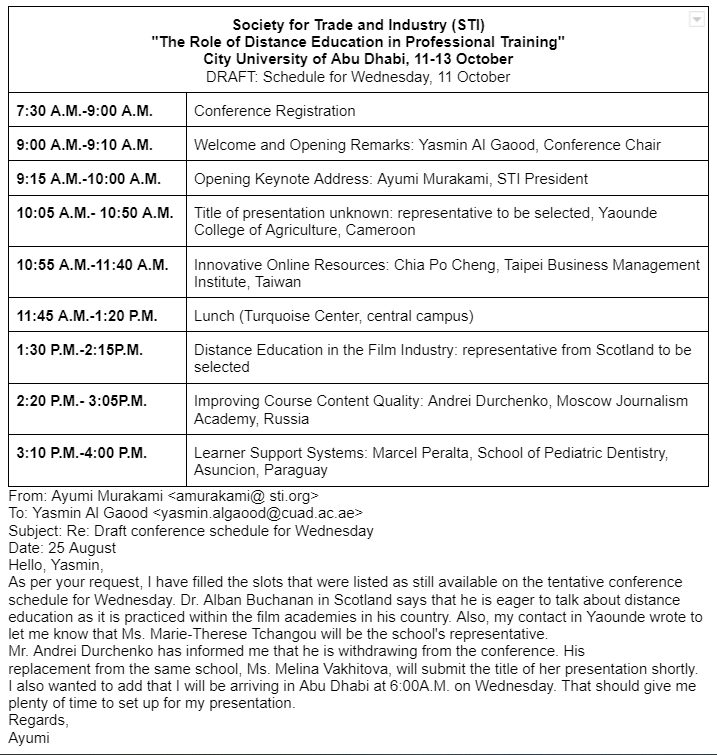 Society for Trade and Industry (STI)
"The Role of Distance Education in Professional Training"
City University of Abu Dhabi, 11-13 October
DRAFT: Schedule for Wednesday, 11 October
7:30 A.M.-9:00 A.M. Conference Registration
9:00 A.M.-9:10 A.M. Welcome and Opening Remarks: Yasmin Al Gaood, Conference Chair
9:15 A.M.-10:00 A.M. Opening Keynote Address: Ayumi Murakami, STI President
10:05 A.M.- 10:50 A.M. Title of presentation unknown: representative to be selected, Yaounde
College of Agriculture, Cameroon
10:55 A.M.-11:40 A.M. Innovative Online Resources: Chia Po Cheng, Taipei Business Management
Institute, Taiwan
11:45 A.M.-1:20 P.M. Lunch (Turquoise Center, central campus)
1:30 P.M.-2:15P.M. Distance Education in the Film Industry: representative from Scotland to be
selected
2:20 P.M.- 3:05P.M. Improving Course Content Quality: Andrei Durchenko, Moscow Journalism
Academy, Russia
3:10 P.M.-4:00 P.M. Learner Support Systems: Marcel Peralta, School of Pediatric Dentistry,
Asuncion, Paraguay
From: Ayumi Murakami <amurakami@ sti.org>
To: Yasmin Al Gaood <yasmin.algaood@cuad.ac.ae>
Subject: Re: Draft conference schedule for Wednesday
Date: 25 August
Hello, Yasmin,
As per your request, I have filled the slots that were listed as still available on the tentative conference
schedule for Wednesday. Dr. Alban Buchanan in Scotland says that he is eager to talk about distance
education as it is practiced within the film academies in his country. Also, my contact in Yaounde wrote to
let me know that Ms. Marie-Therese Tchangou will be the school's representative.
Mr. Andrei Durchenko has informed me that he is withdrawing from the conference. His
replacement from the same school, Ms. Melina Vakhitova, will submit the title of her presentation shortly.
I also wanted to add that I will be arriving in Abu Dhabi at 6:00A.M. on Wednesday. That should give me
plenty of time to set up for my presentation.
Regards,
Ayumi